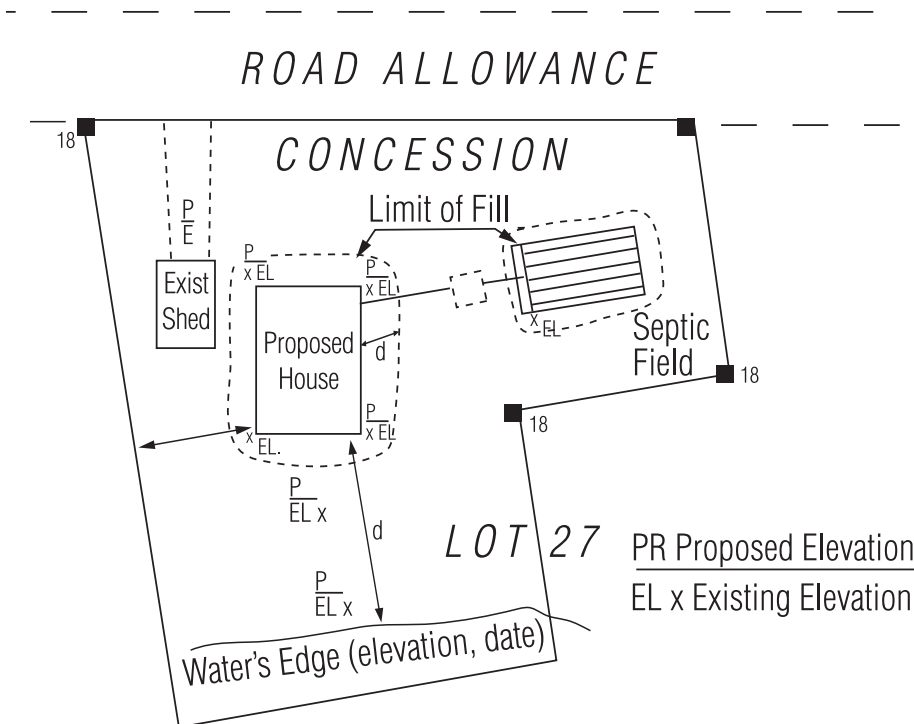 ROAD ALLOWANCE
18
CONCESSION
Limit of Fill
P
E
P
x EL
P
x EL
Exist
Shed
Proposed
House
d
x EL
Septic
Field
18
18
P
x EL
x EL.
P
EL x
d
LOT 27
PR Proposed Elevation
EL x Existing Elevation
P
EL x
Water's Edge (elevation, date)